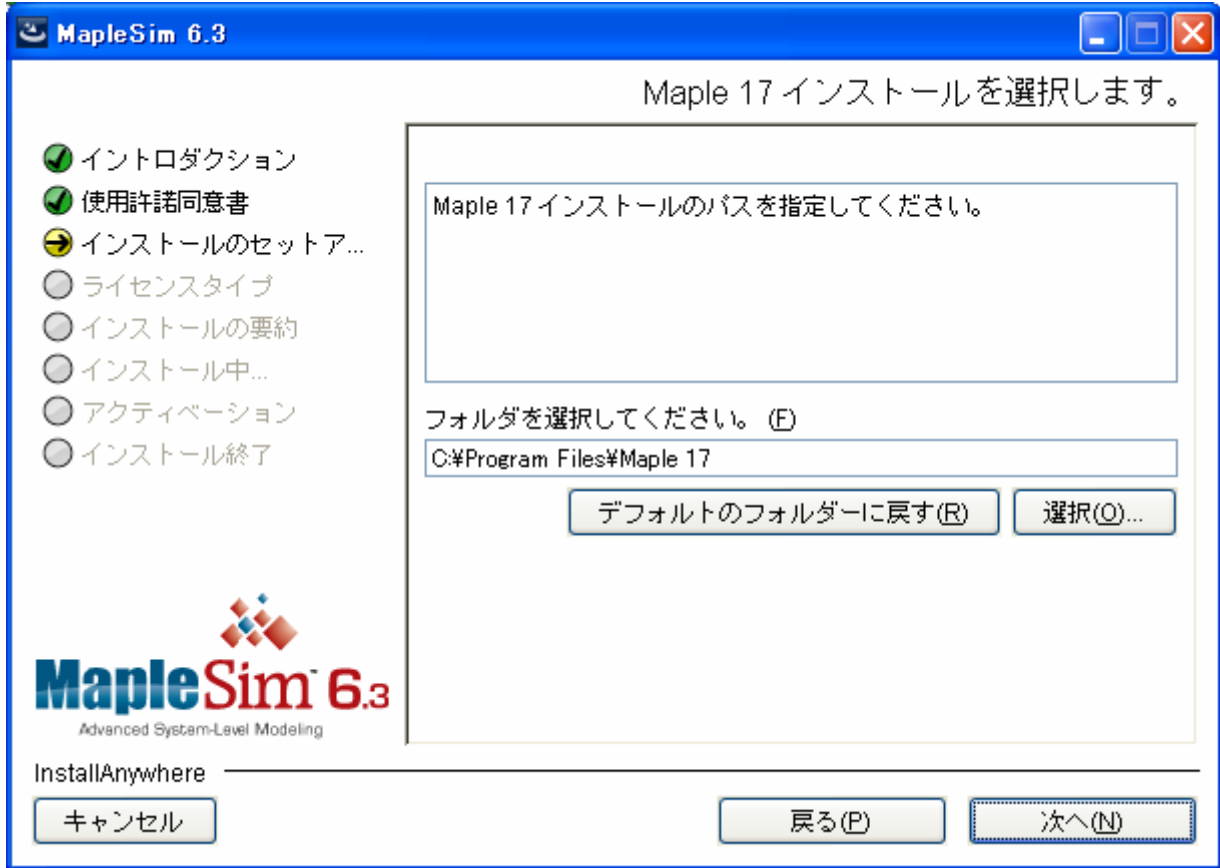 MapleSim 6.3
Maple 17 インストールを選択します。
イントロダクション
使用許諾同意書
インストールのセットア...
ライセンスタイプ
インストールの要約
インストール中...
アクティベーション
インストール終了
Maple 17 インストールのパスを指定してください。
フォルダを選択してください。 (F)
C:¥Program Files¥Maple 17
デフォルトのフォルダーに戻す(R)
選択(O)...
MapleSim™ 6.3
Advanced System-Level Modeling
InstallAnywhere
キャンセル
戻る(P)
次へ(N)